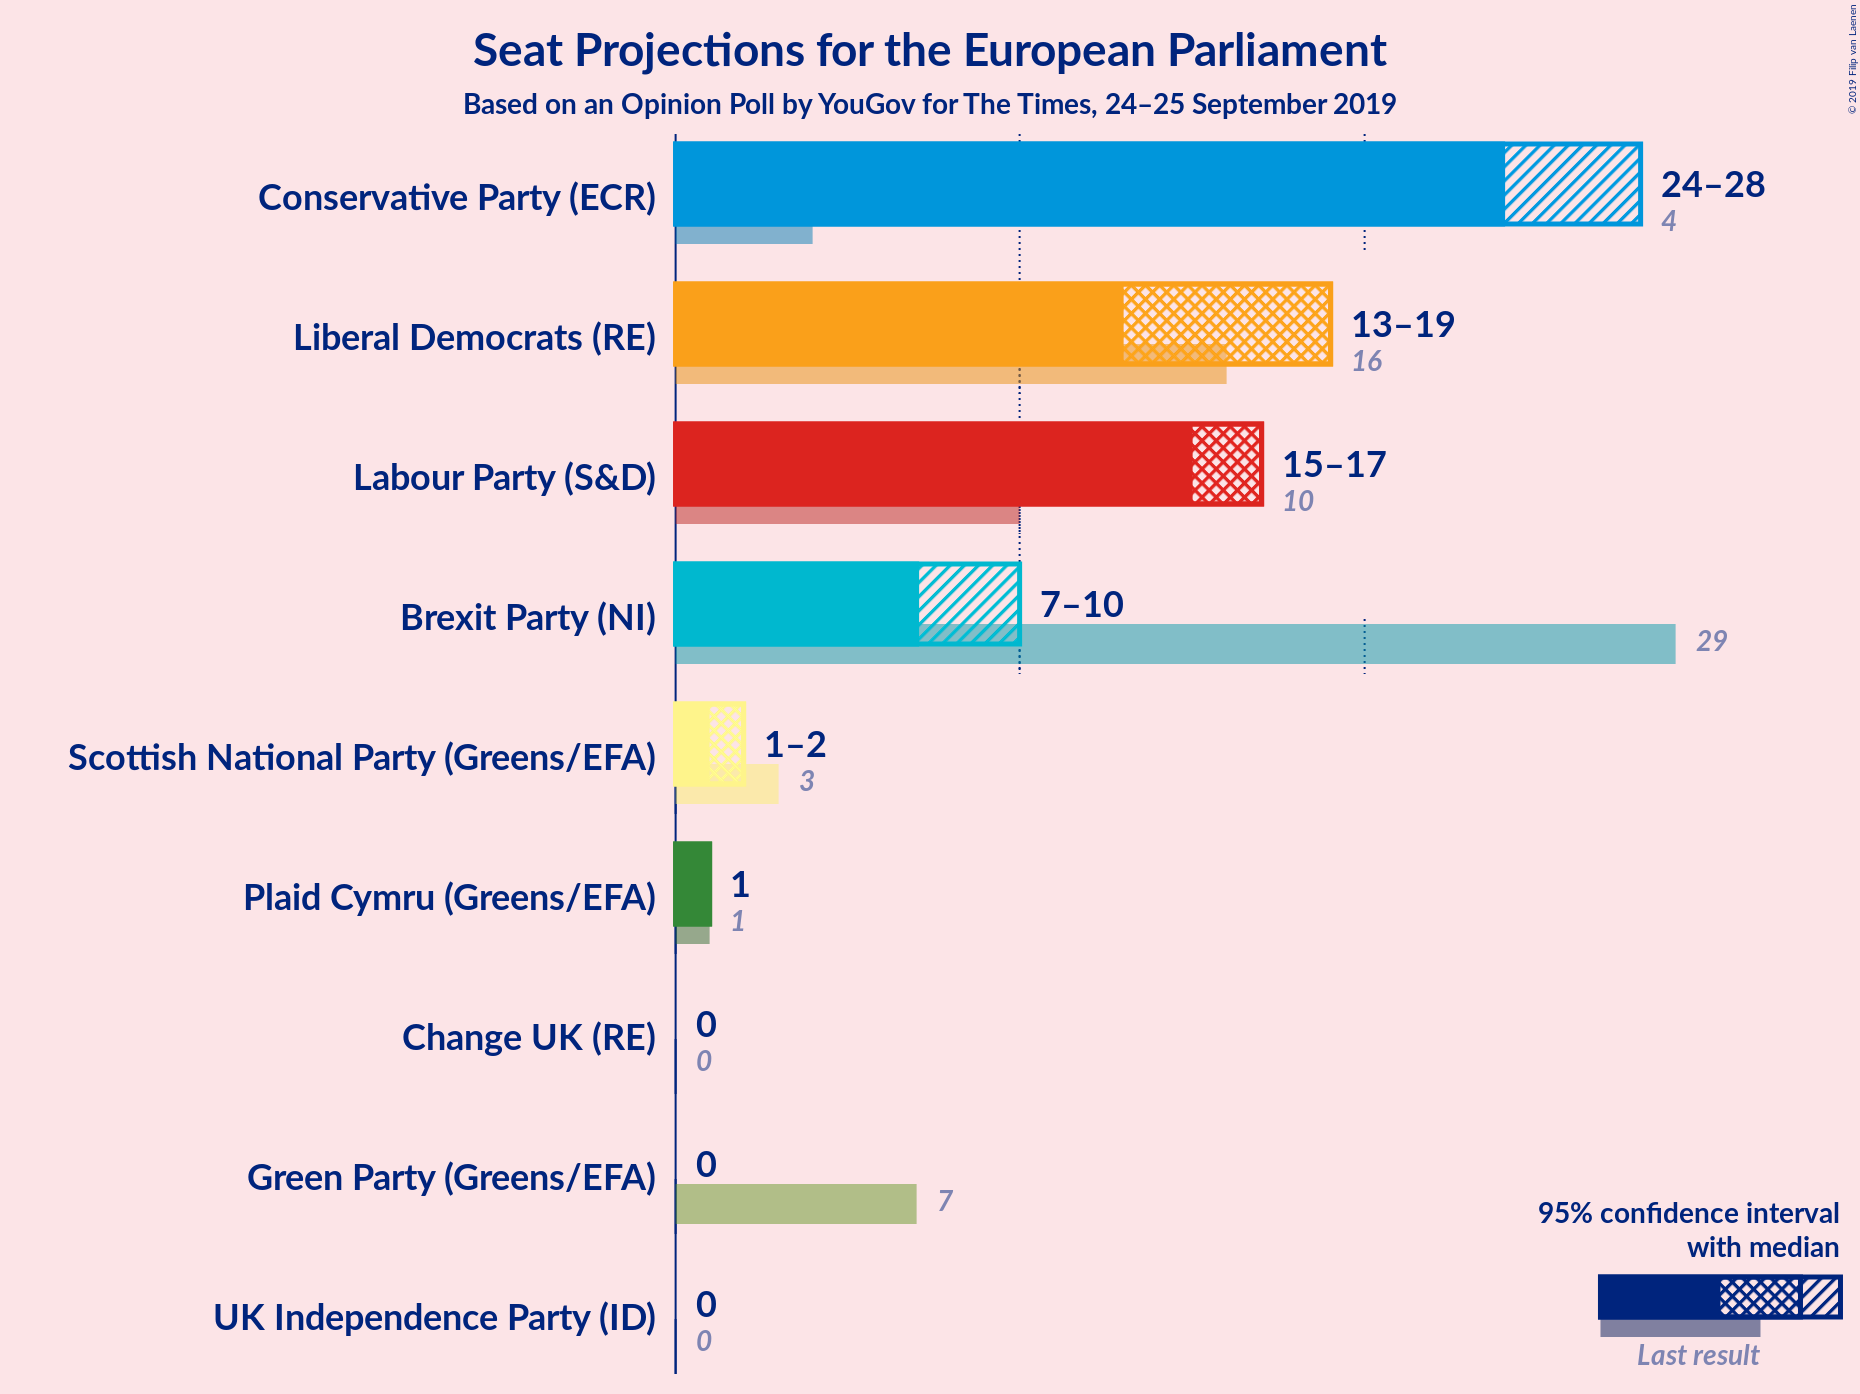 Seat Projections for the European Parliament
Based on an Opinion Poll by YouGov for The Times, 24–25 September 2019
© 2019 Filip van Laenen
Conservative Party (ECR)
24–28
4
Liberal Democrats (RE)
13–19
16
Labour Party (S&D)
15–17
10
Brexit Party (NI)
7–10
29
Scottish National Party (Greens/EFA)
1–2
3
Plaid Cymru (Greens/EFA)
1
1
Change UK (RE)
0
0
Green Party (Greens/EFA)
0
7
UK Independence Party (ID)
0
0
95% confidence interval
with median
Last result